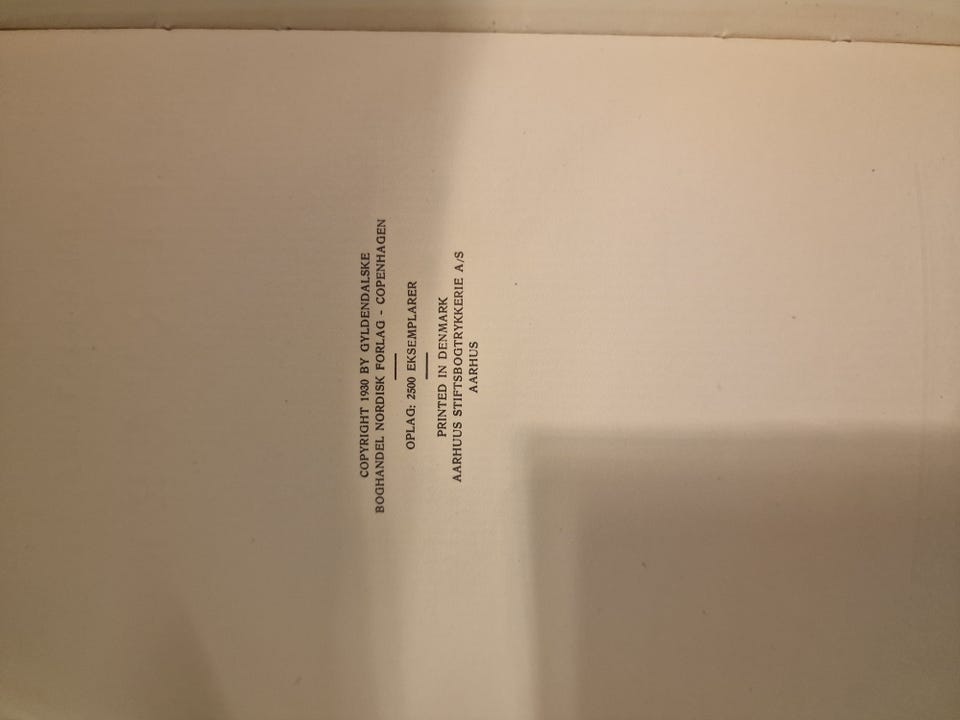 COPYRIGHT 1930 BY GYLDENDALSKE
BOGHANDEL NORDISK FORLAG - COPENHAGEN
OPLAG: 2500 EKSEMPLARER
PRINTED IN DENMARK
AARHUUS STIFTSBOGTRYKKERIE A/S
AARHUS